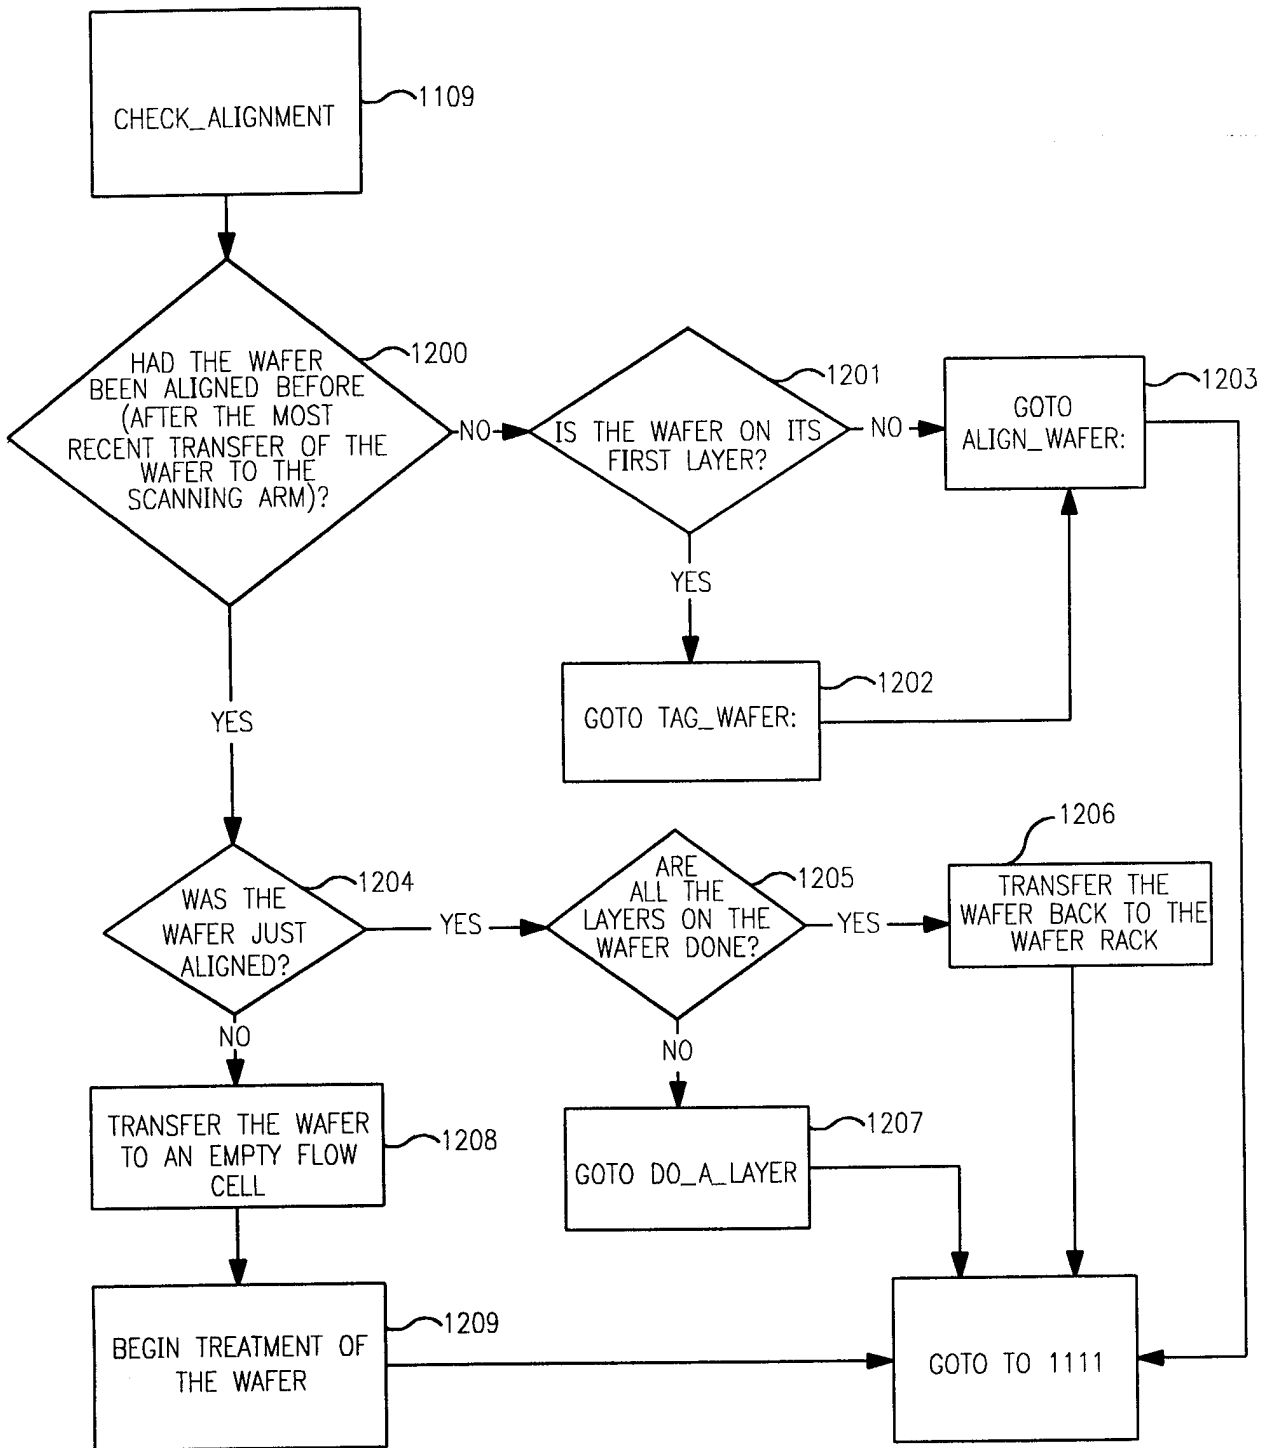 CHECK_ALIGNMENT
1109
HAD THE WAFER
BEEN ALIGNED BEFORE
(AFTER THE MOST
RECENT TRANSFER OF THE
WAFER TO THE
SCANNING ARM)?
1200
NO
IS THE WAFER ON ITS
FIRST LAYER?
1201
NO
GOTO
ALIGN_WAFER:
1203
YES
GOTO TAG_WAFER:
1202
YES
WAS THE
WAFER JUST
ALIGNED?
1204
YES
ARE
ALL THE
LAYERS ON THE
WAFER DONE?
1205
YES
TRANSFER THE
WAFER BACK TO THE
WAFER RACK
1206
NO
NO
TRANSFER THE WAFER
TO AN EMPTY FLOW
CELL
1208
GOTO DO_A_LAYER
1207
BEGIN TREATMENT OF
THE WAFER
1209
GOTO TO 1111